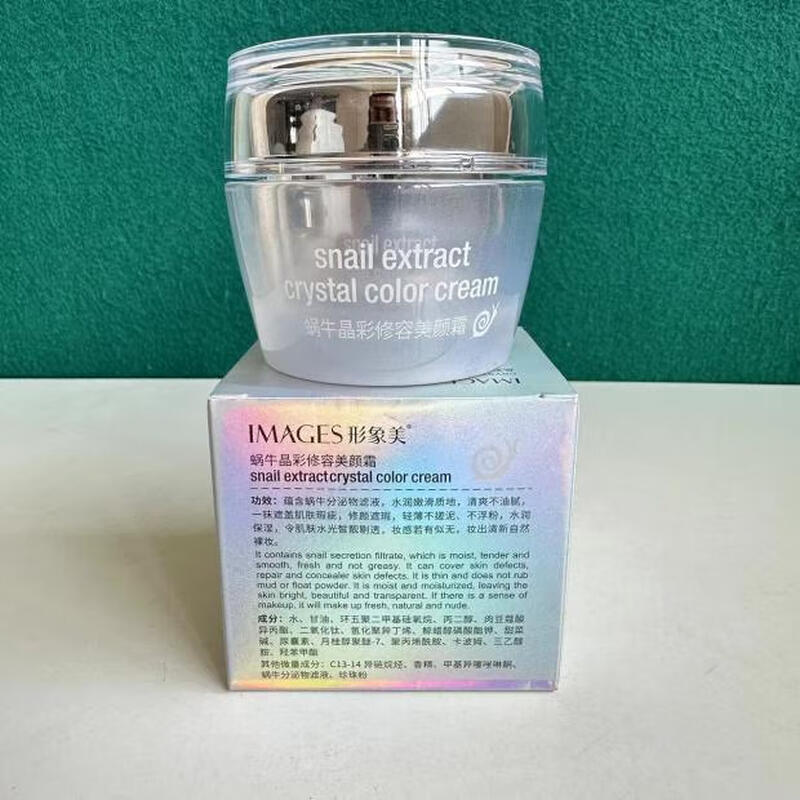 snail extract
crystal color cream
蜗牛晶彩修容美颜霜
IMAGES形象美®
蜗牛晶彩修容美颜霜
snail extract crystal color cream
功效：蕴含蜗牛分泌物滤液，水润嫩滑质地，清爽不油腻，
一抹遮盖肌肤瑕疵，修颜遮瑕，轻薄不搓泥、不浮粉，水润
保湿，令肌肤水光皙靓剔透，妆感若有似无，妆出清新自然
裸妆。
It contains snail secretion filtrate, which is moist, tender and
smooth, fresh and not greasy. It can cover skin defects,
repair and concealer skin defects. It is thin and does not rub
mud or float powder. It is moist and moisturized, leaving the
skin bright, beautiful and transparent. If there is a sense of
makeup, it will make up fresh, natural and nude.
成分：水、甘油、环五聚二甲基硅氧烷、丙二醇、肉豆蔻酸
异丙酯、二氧化钛、氢化聚异丁烯、鲸蜡醇磷酸酯钾、甜菜
碱、尿囊素、月桂醇聚醚-7、聚丙烯酰胺、卡波姆、三乙醇
胺、羟苯甲酯
其他微量成分：C13-14 异链烷烃、香精、甲基异噻唑啉酮、
蜗牛分泌物滤液、珍珠粉